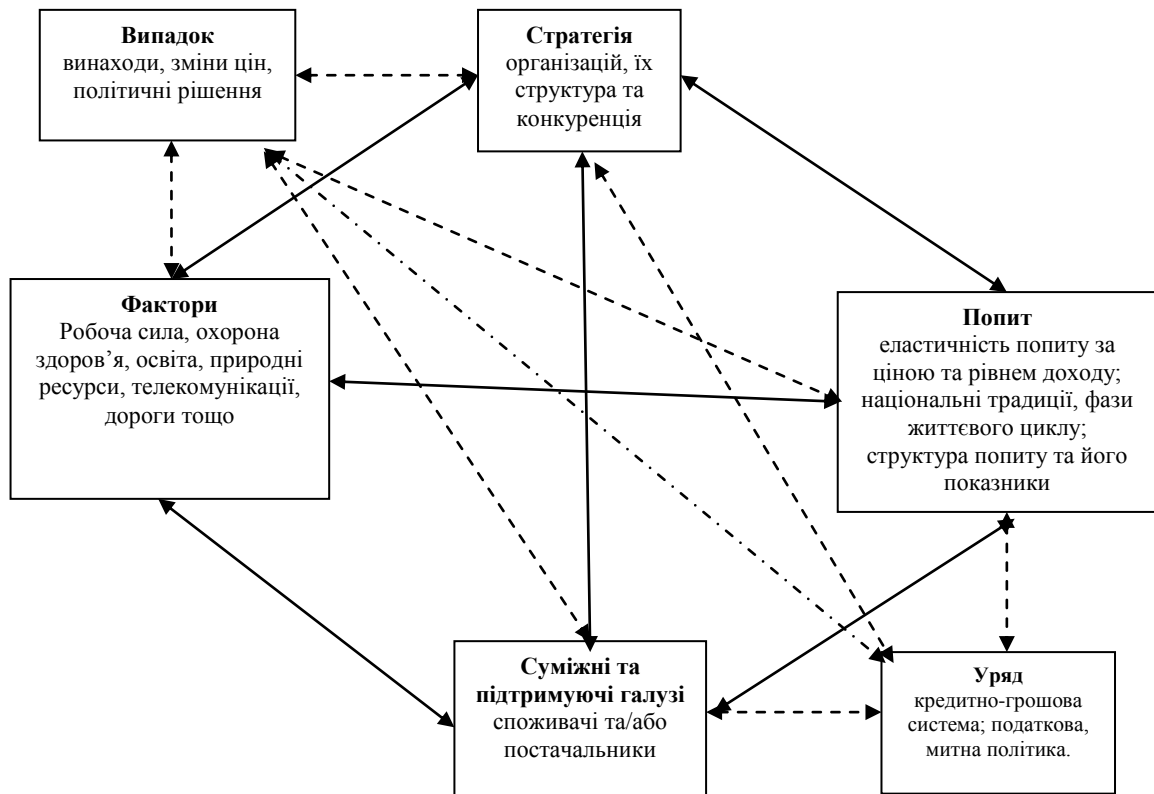 Випадок
винаходи, зміни цін,
політичні рішення
Стратегія
організацій, їх
структура та
конкуренція
Фактори
Робоча сила, охорона
здоров’я, освіта, природні
ресурси, телекомунікації,
дороги тощо
Попит
еластичність попиту за
ціною та рівнем доходу;
національні традиції, фази
життєвого циклу;
структура попиту та його
показники
Суміжні та
підтримуючі галузі
споживачі та/або
постачальники
Уряд
кредитно-грошова
система; податкова,
митна політика.